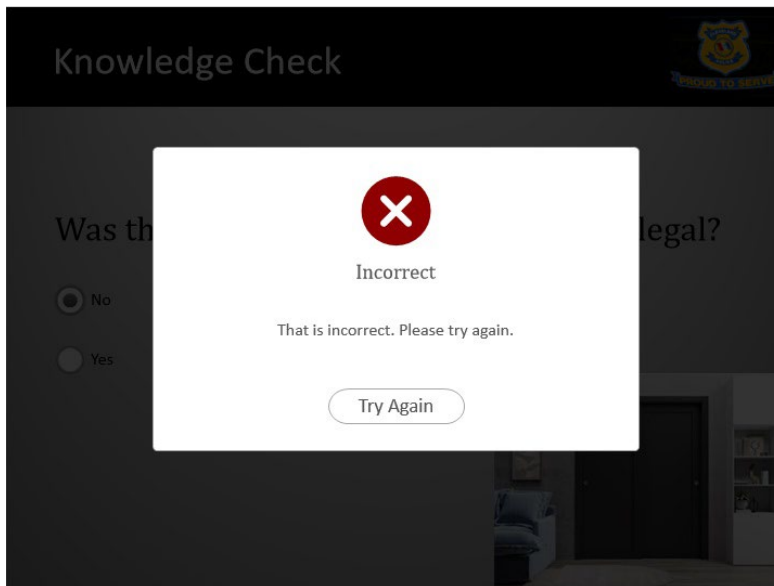 Knowledge Check
PROUD TO SERVE
Was th
legal?
Incorrect
No
That is incorrect. Please try again.
Yes
Try Again